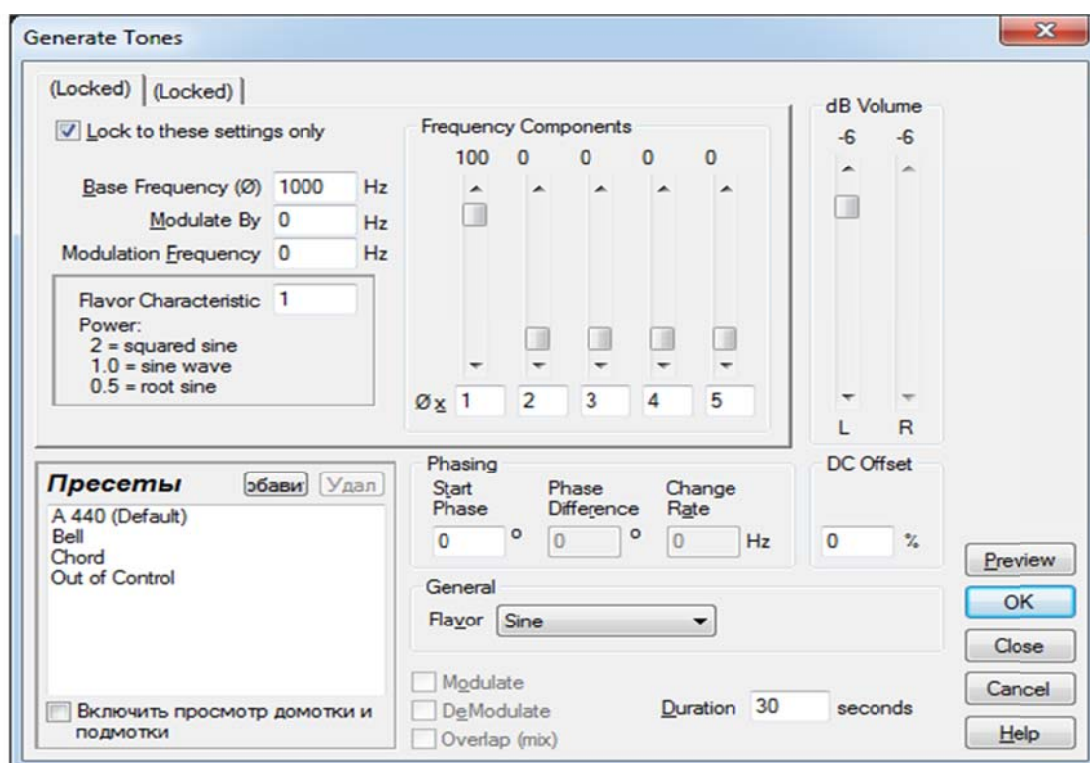 Generate Tones
(Locked) (Locked)
Lock to these settings only
Base Frequency (Ø) 1000 Hz
Modulate By 0 Hz
Modulation Frequency 0 Hz
Flavor Characteristic 1
Power:
2 = squared sine
1.0 = sine wave
0.5 = root sine
Frequency Components
100 0 0 0 0
Ø x 1 2 3 4 5
dB Volume
-6 -6
L R
Пресеты обави Удал
A 440 (Default)
Bell
Chord
Out of Control
Включить просмотр домотки и
подмотки
Phasing
Start Phase
0 °
Phase Difference
0 °
Change Rate
0 Hz
DC Offset
0 %
General
Flavor Sine
Modulate
DeModulate
Overlap (mix)
Duration 30 seconds
Preview
OK
Close
Cancel
Help